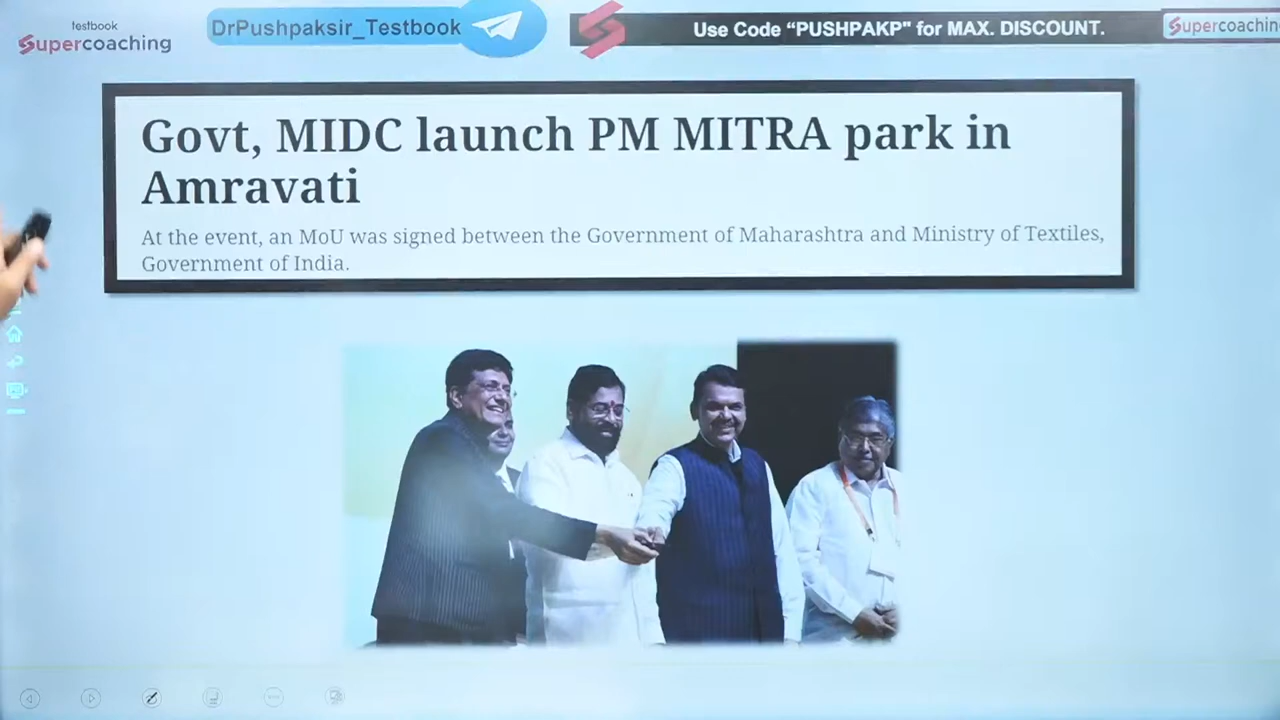 testbook
Supercoaching
DrPushpaksir_Testbook
Use Code “PUSHPAKP" for MAX. DISCOUNT.
Supercoachin
Govt, MIDC launch PM MITRA park in
Amravati
At the event, an MoU was signed between the Government of Maharashtra and Ministry of Textiles,
Government of India.